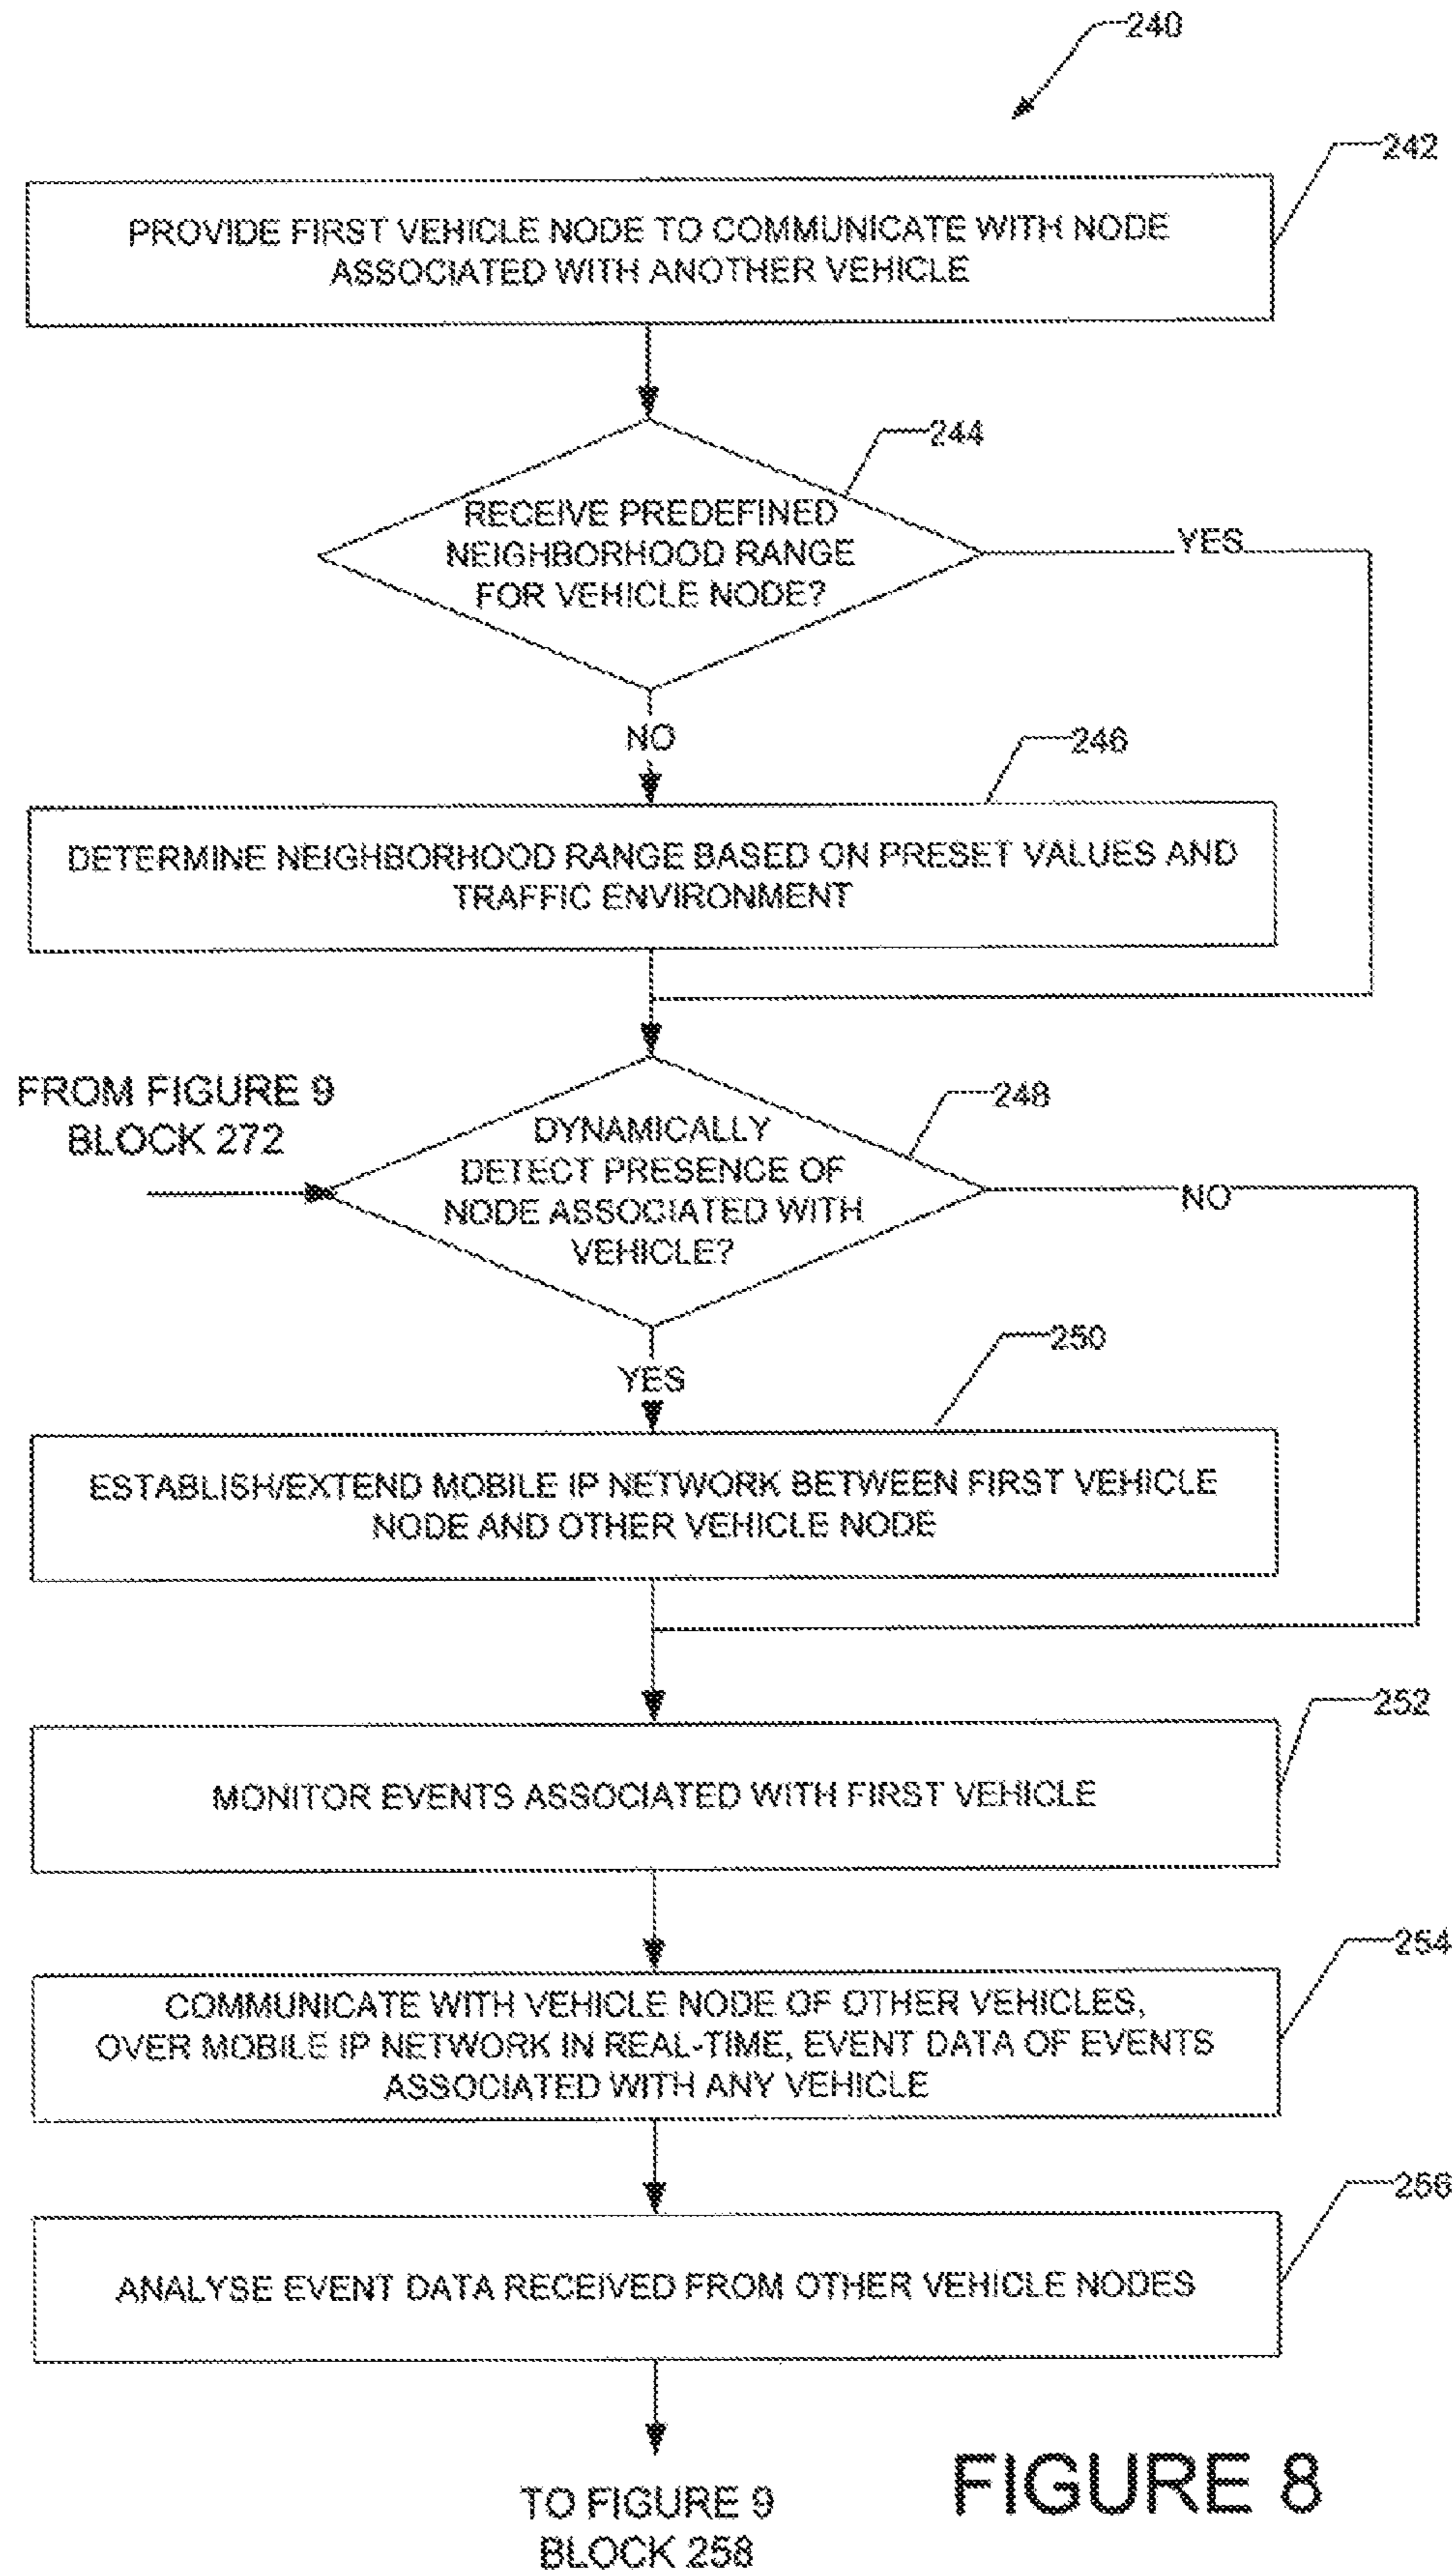 240
242
PROVIDE FIRST VEHICLE NODE TO COMMUNICATE WITH NODE
ASSOCIATED WITH ANOTHER VEHICLE
244
RECEIVE PREDEFINED
NEIGHBORHOOD RANGE
FOR VEHICLE NODE?
YES
NO
246
DETERMINE NEIGHBORHOOD RANGE BASED ON PRESET VALUES AND
TRAFFIC ENVIRONMENT
FROM FIGURE 9
BLOCK 272
248
DYNAMICALLY
DETECT PRESENCE OF
NODE ASSOCIATED WITH
VEHICLE?
NO
YES
250
ESTABLISH/EXTEND MOBILE IP NETWORK BETWEEN FIRST VEHICLE
NODE AND OTHER VEHICLE NODE
252
MONITOR EVENTS ASSOCIATED WITH FIRST VEHICLE
254
COMMUNICATE WITH VEHICLE NODE OF OTHER VEHICLES,
OVER MOBILE IP NETWORK IN REAL-TIME, EVENT DATA OF EVENTS
ASSOCIATED WITH ANY VEHICLE
256
ANALYSE EVENT DATA RECEIVED FROM OTHER VEHICLE NODES
TO FIGURE 9
BLOCK 258
FIGURE 8